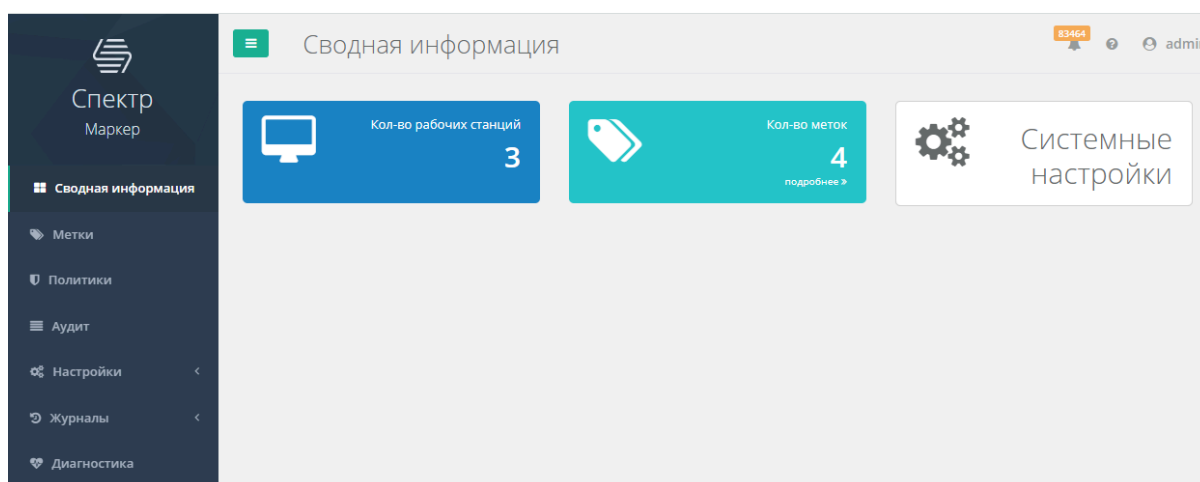 Спектр
Маркер
Сводная информация
Метки
Политики
Аудит
Настройки
Журналы
Диагностика
Сводная информация
83464
admi
Кол-во рабочих станций
3
Кол-во меток
4
подробнее »
Системные
настройки